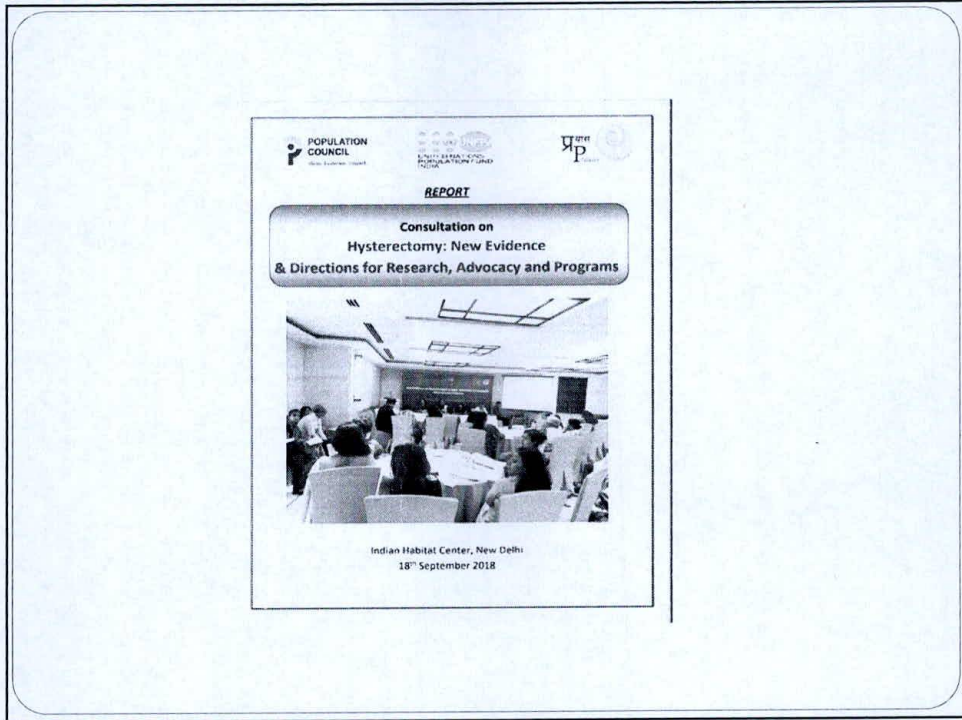 POPULATION
COUNCIL
UNITED NATIONS
POPULATION FUND
INDIA
प्रयास
P
REPORT
Consultation on
Hysterectomy: New Evidence
& Directions for Research, Advocacy and Programs
Indian Habitat Center, New Delhi
18th September 2018